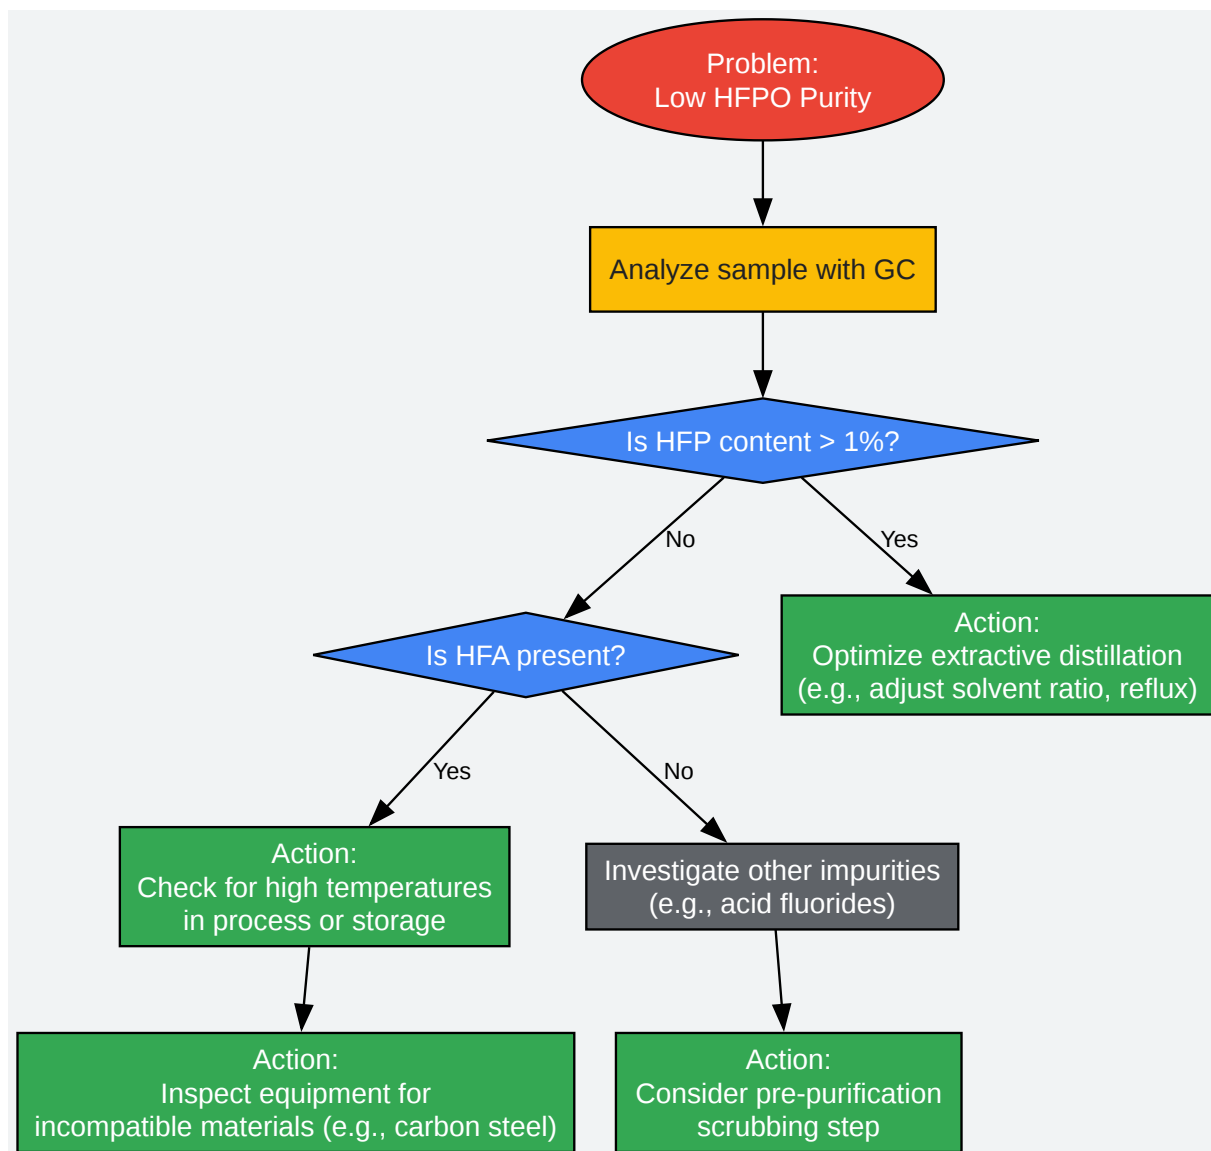 Problem:
Low HFPO Purity
Analyze sample with GC
Is HFP content > 1%?
No
Yes
Is HFA present?
Action:
Optimize extractive distillation
(e.g., adjust solvent ratio, reflux)
Yes
No
Action:
Check for high temperatures
in process or storage
Investigate other impurities
(e.g., acid fluorides)
Action:
Inspect equipment for
incompatible materials (e.g., carbon steel)
Action:
Consider pre-purification
scrubbing step